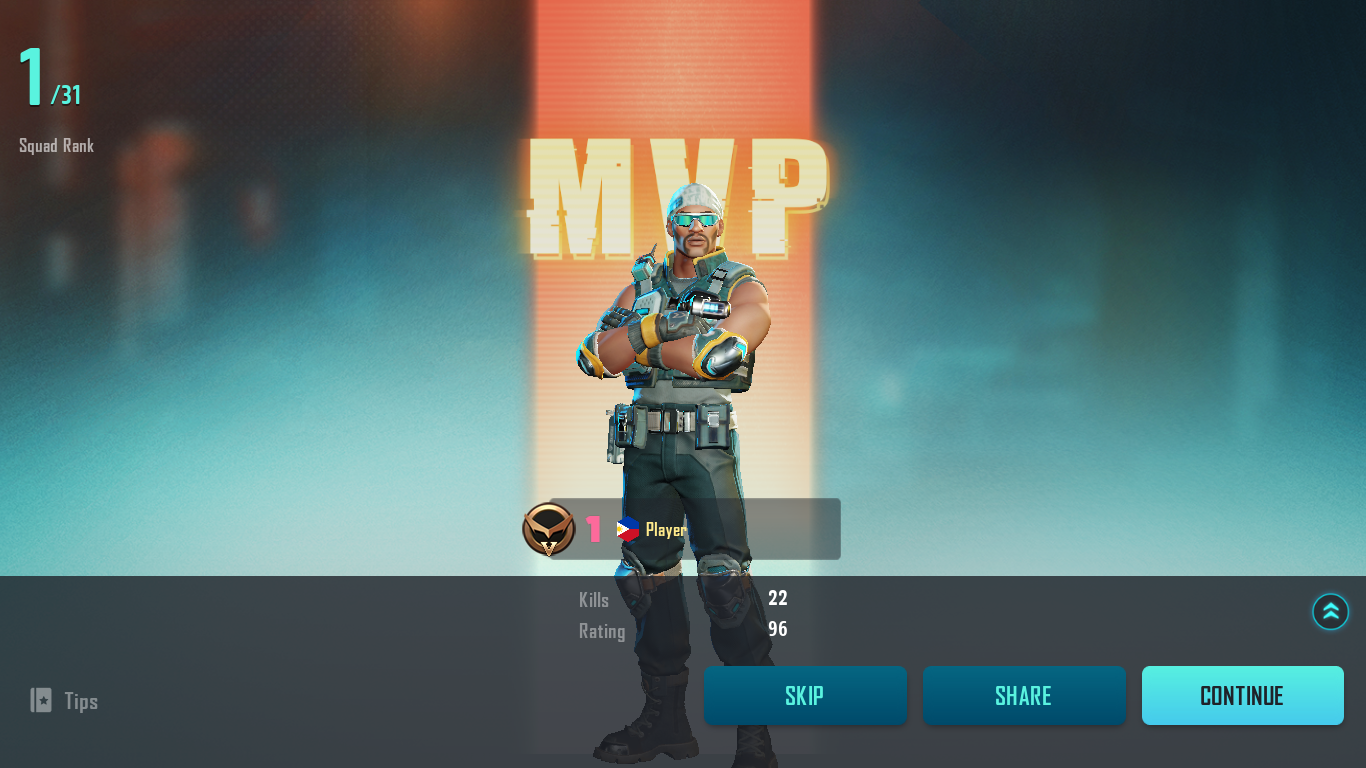 1/31
Squad Rank
MVP
1 Player
Kills 22
Rating 96
Tips
SKIP
SHARE
CONTINUE